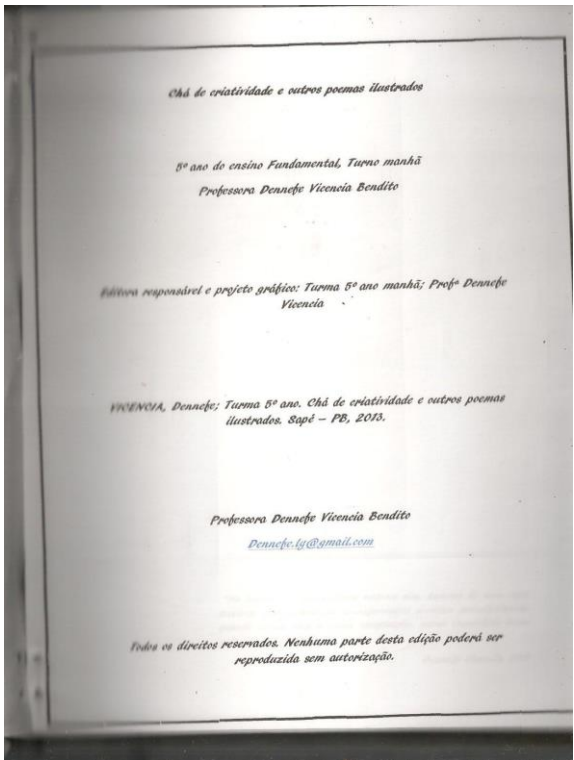 Chá de criatividade e outros poemas ilustrados
5º ano do ensino Fundamental, Turno manhã
Professora Dennefe Vicencia Bendito
Editora responsável e projeto gráfico: Turma 5º ano manhã; Profª Dennefe
Vicencia
VICENCIA, Dennefe; Turma 5º ano. Chá de criatividade e outros poemas
ilustrados. Sapé – PB, 2013.
Professora Dennefe Vicencia Bendito
Dennefe.lg@gmail.com
Todos os direitos reservados. Nenhuma parte desta edição poderá ser
reproduzida sem autorização.